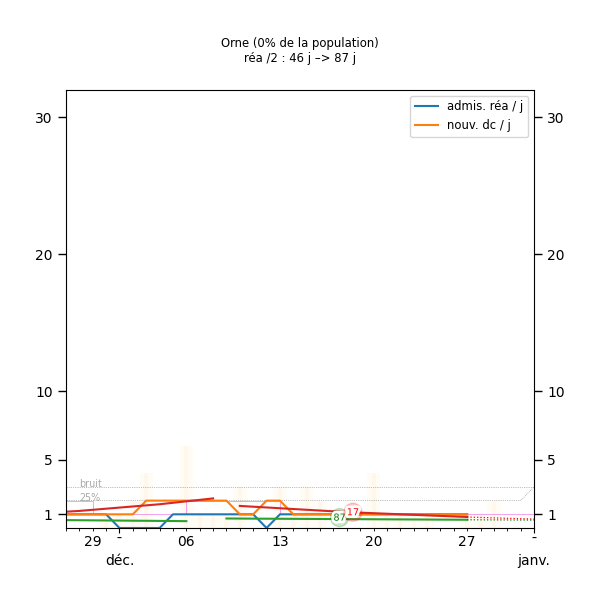 Orne (0% de la population)
réa /2 : 46 j –> 87 j
admis. réa / j
nouv. dc / j
30
30
20
20
10
10
5
5
bruit
25%
1
1
87
17
29
-
06
13
20
27
-
déc.
janv.